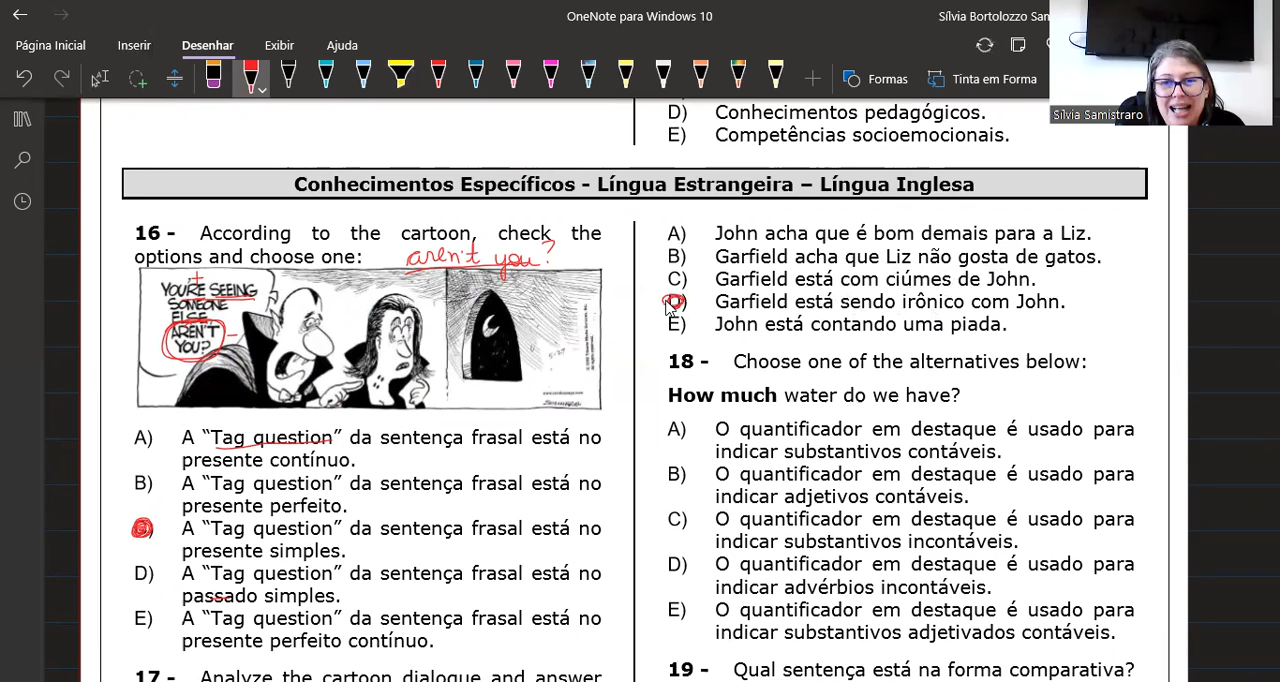 OneNote para Windows 10
Sílvia Bortolozzo San
Página Inicial Inserir Desenhar Exibir Ajuda
Formas Tinta em Forma
Sílvia Samistraro
D) Conhecimentos pedagógicos.
E) Competências socioemocionais.
Conhecimentos Específicos - Língua Estrangeira – Língua Inglesa
16 - According to the cartoon, check the
options and choose one:
aren't you?
YOU'RE SEEING
SOMEONE
ELSE,
AREN'T
YOU?
A) A “Tag question” da sentença frasal está no
presente contínuo.
B) A “Tag question” da sentença frasal está no
presente perfeito.
A “Tag question” da sentença frasal está no
presente simples.
D) A “Tag question” da sentença frasal está no
passado simples.
E) A “Tag question” da sentença frasal está no
presente perfeito contínuo.
17 - Analyze the cartoon dialogue and answer
A) John acha que é bom demais para a Liz.
B) Garfield acha que Liz não gosta de gatos.
C) Garfield está com ciúmes de John.
D) Garfield está sendo irônico com John.
E) John está contando uma piada.
18 - Choose one of the alternatives below:
How much water do we have?
A) O quantificador em destaque é usado para
indicar substantivos contáveis.
B) O quantificador em destaque é usado para
indicar adjetivos contáveis.
C) O quantificador em destaque é usado para
indicar substantivos incontáveis.
D) O quantificador em destaque é usado para
indicar advérbios incontáveis.
E) O quantificador em destaque é usado para
indicar substantivos adjetivados contáveis.
19 - Qual sentença está na forma comparativa?